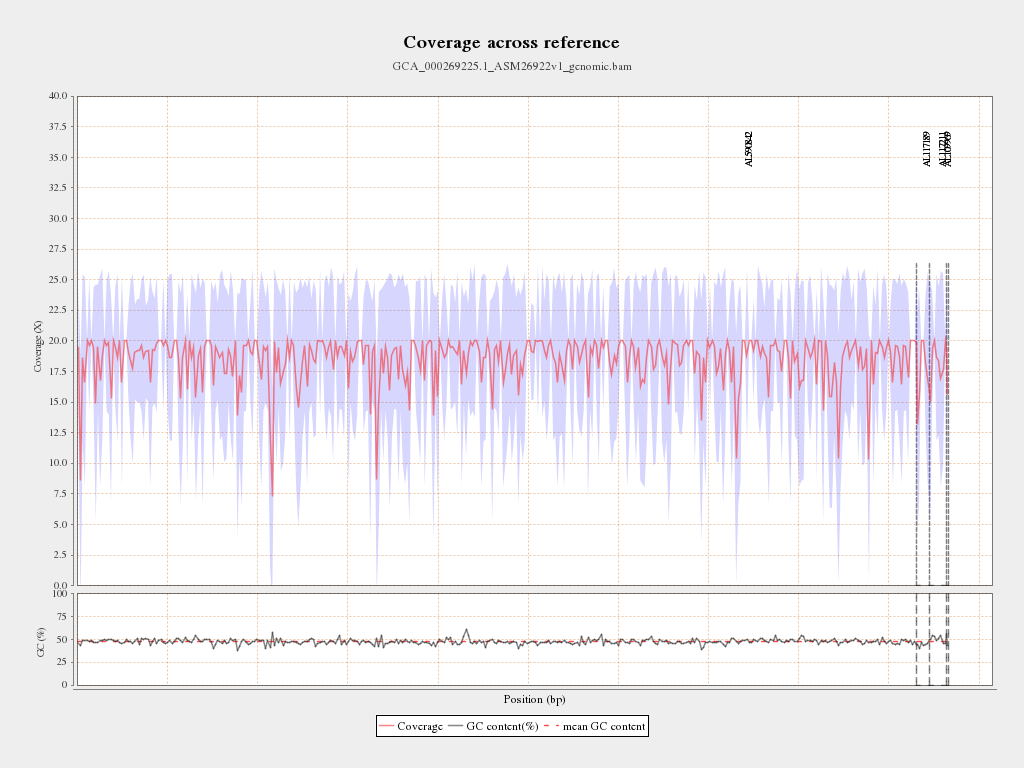 Coverage across reference
GCA_000269225.1_ASM26922v1_genomic.bam
40.0
37.5
35.0
32.5
30.0
27.5
25.0
22.5
20.0
17.5
15.0
12.5
10.0
7.5
5.0
2.5
0.0
Coverage (X)
AL590842
AL117189
AL117211
AL109969
100
75
50
25
0
GC (%)
Position (bp)
Coverage GC content(%) mean GC content